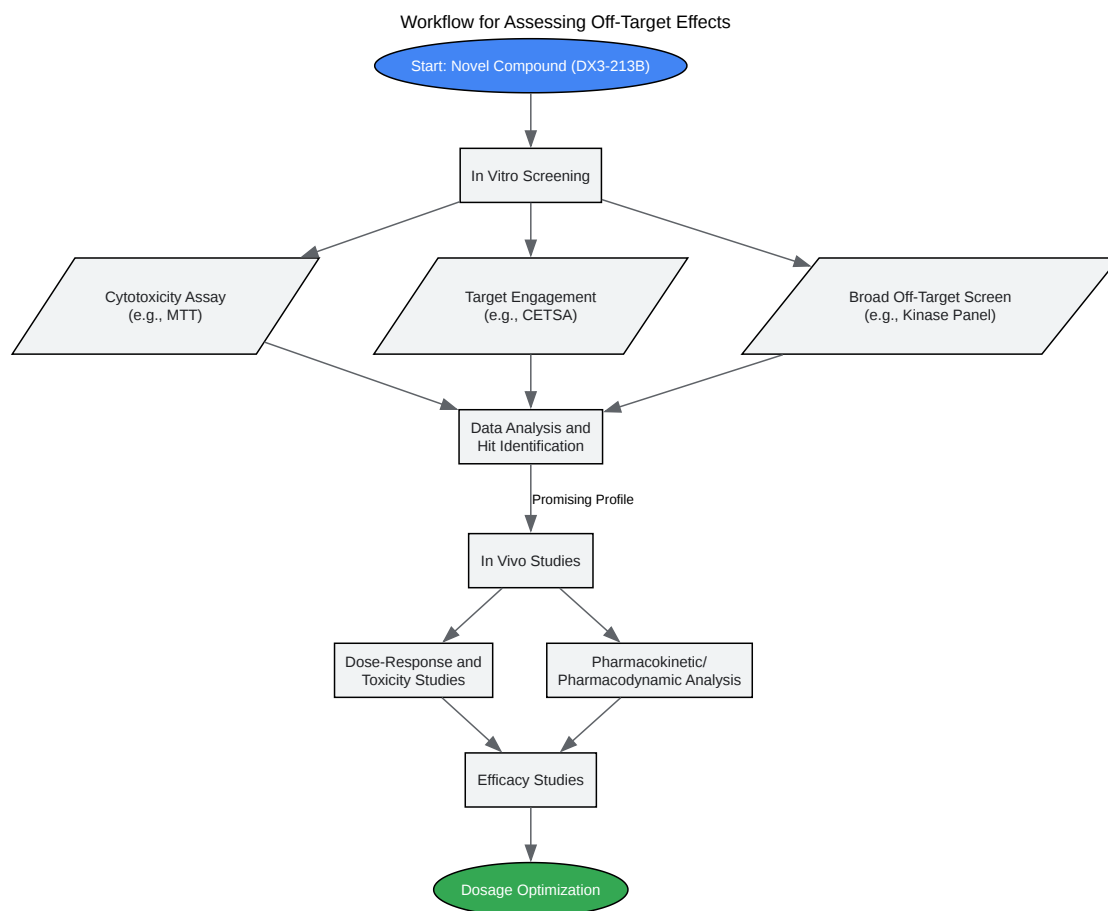 Workflow for Assessing Off-Target Effects
Start: Novel Compound (DX3-213B)
In Vitro Screening
Cytotoxicity Assay
(e.g., MTT)
Target Engagement
(e.g., CETSA)
Broad Off-Target Screen
(e.g., Kinase Panel)
Data Analysis and
Hit Identification
Promising Profile
In Vivo Studies
Dose-Response and
Toxicity Studies
Pharmacokinetic/
Pharmacodynamic Analysis
Efficacy Studies
Dosage Optimization